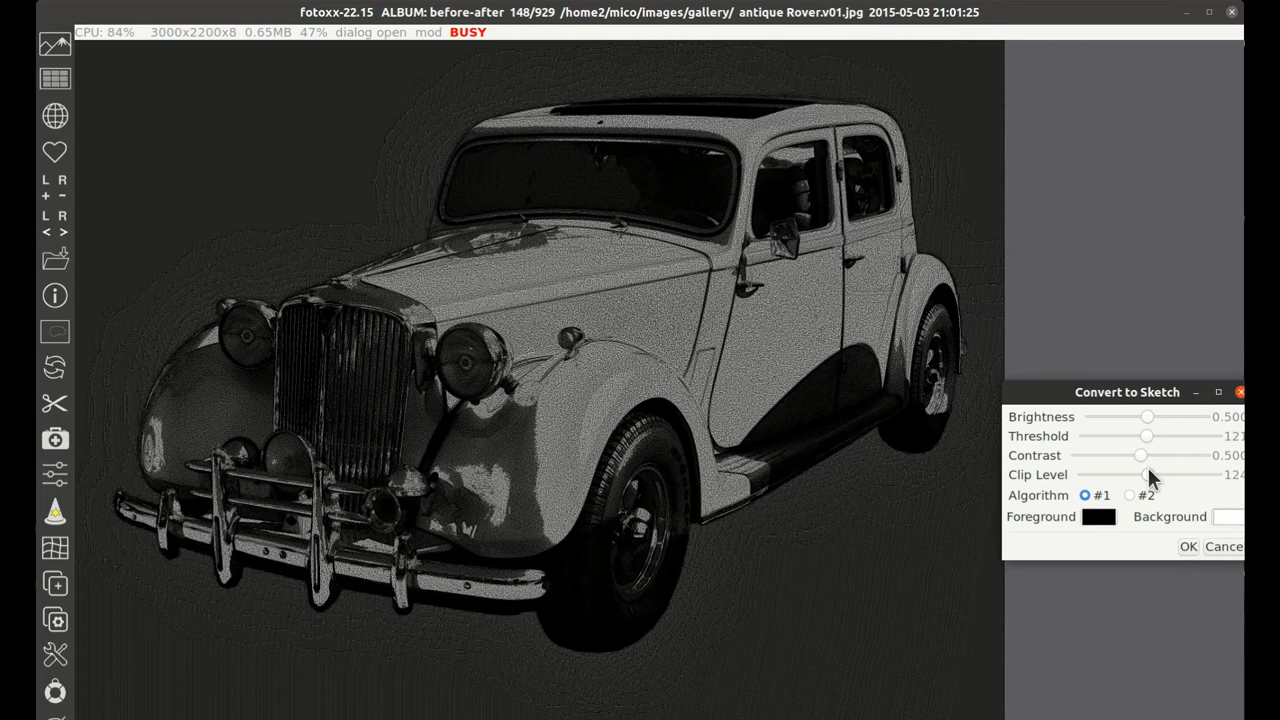 fotoxx-22.15 ALBUM: before-after 148/929 /home2/mico/images/gallery/ antique Rover.v01.jpg 2015-05-03 21:01:25
CPU: 84% 3000x2200x8 0.65MB 47% dialog open mod BUSY
L R
+ -
L R
< >
Convert to Sketch
Brightness 0.500
Threshold 121
Contrast 0.500
Clip Level 124
Algorithm #1 #2
Foreground Background
OK Cance